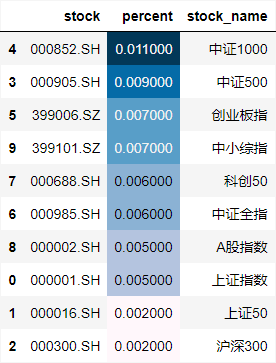 stock percent stock_name
4 000852.SH 0.011000 中证1000
3 000905.SH 0.009000 中证500
5 399006.SZ 0.007000 创业板指
9 399101.SZ 0.007000 中小综指
7 000688.SH 0.006000 科创50
6 000985.SH 0.006000 中证全指
8 000002.SH 0.005000 A股指数
0 000001.SH 0.005000 上证指数
1 000016.SH 0.002000 上证50
2 000300.SH 0.002000 沪深300